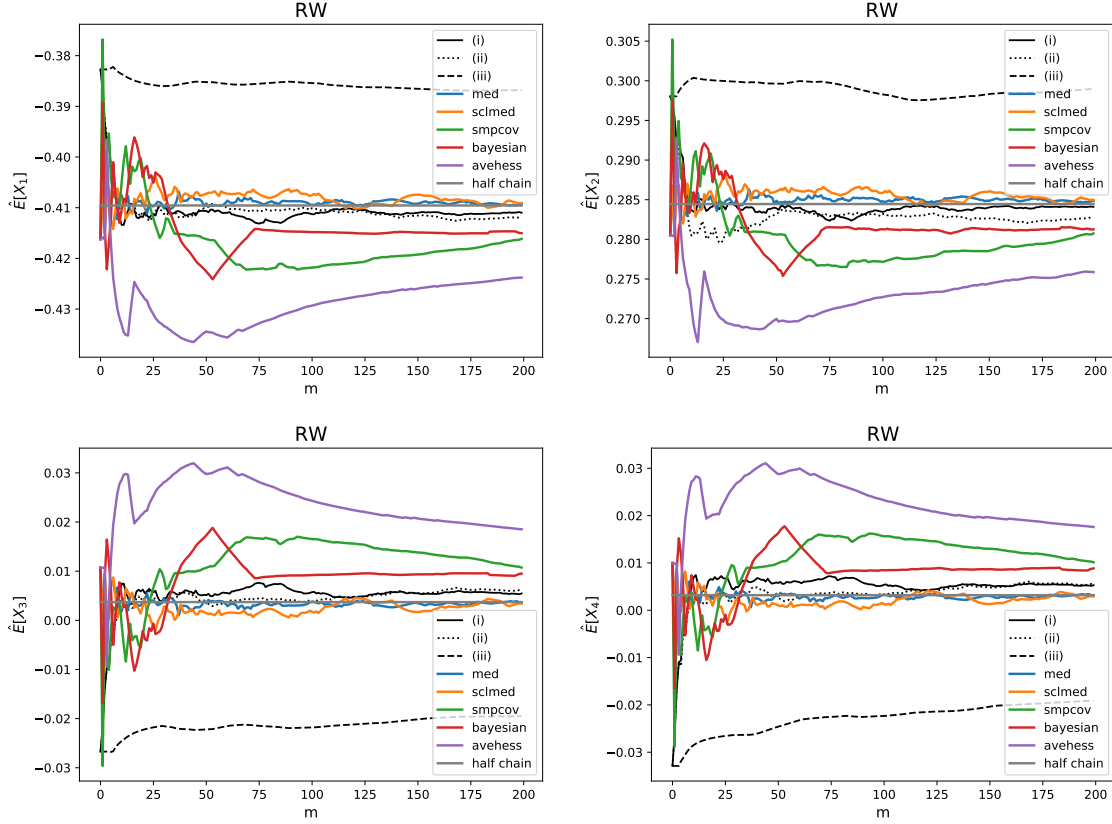 RW
Ê[X1]
−0.38
−0.39
−0.40
−0.41
−0.42
−0.43
(i)
(ii)
(iii)
med
sclmed
smpcov
bayesian
avehess
half chain
0 25 50 75 100 125 150 175 200
m
RW
Ê[X2]
0.305
0.300
0.295
0.290
0.285
0.280
0.275
0.270
(i)
(ii)
(iii)
med
sclmed
smpcov
bayesian
avehess
half chain
0 25 50 75 100 125 150 175 200
m
RW
Ê[X3]
0.03
0.02
0.01
0.00
−0.01
−0.02
−0.03
(i)
(ii)
(iii)
med
sclmed
smpcov
bayesian
avehess
half chain
0 25 50 75 100 125 150 175 200
m
RW
Ê[X4]
0.03
0.02
0.01
0.00
−0.01
−0.02
−0.03
(i)
(ii)
(iii)
med
sclmed
smpcov
bayesian
avehess
half chain
0 25 50 75 100 125 150 175 200
m